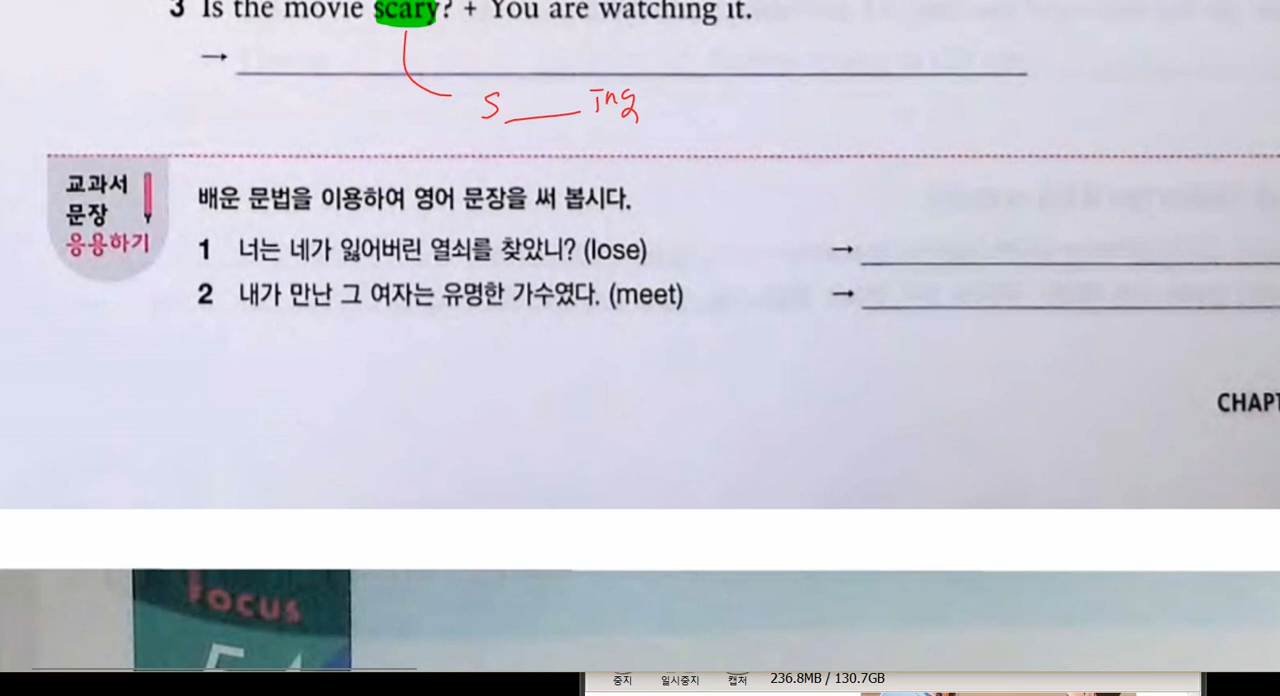 3 Is the movie scary? + You are watching it.
→
s ing
교과서
문장
응용하기
배운 문법을 이용하여 영어 문장을 써 봅시다.
1 너는 네가 잃어버린 열쇠를 찾았니? (lose) →
2 내가 만난 그 여자는 유명한 가수였다. (meet) →
CHAPT
FOCUS
중지 일시중지 캡처 236.8MB / 130.7GB